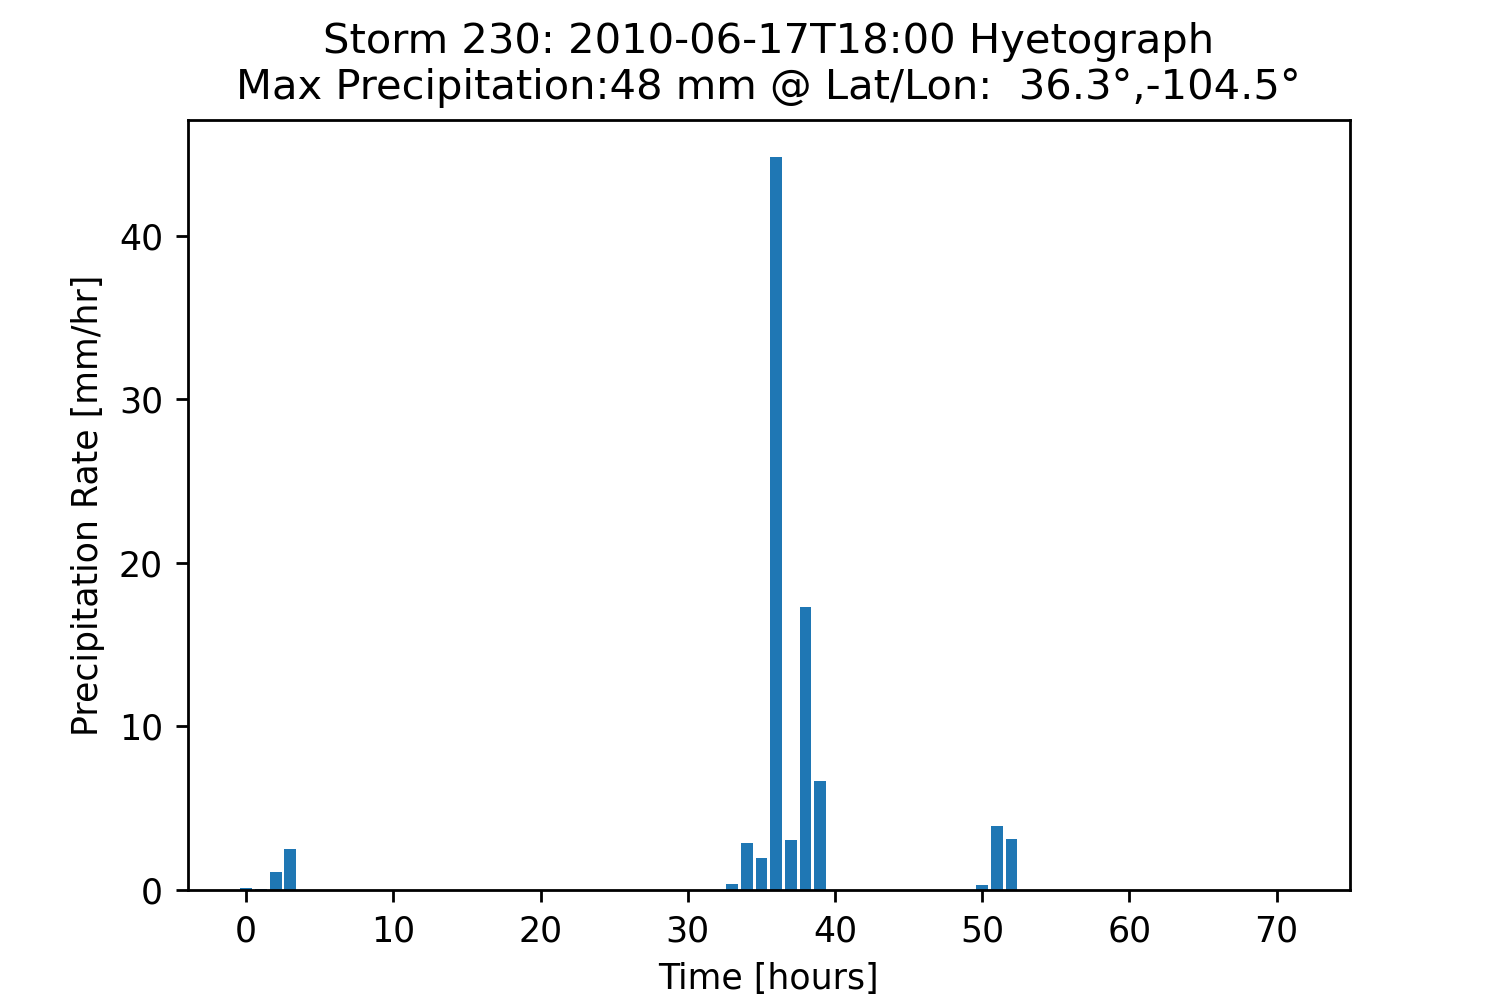 Storm 230: 2010-06-17T18:00 Hyetograph
Max Precipitation:48 mm @ Lat/Lon:  36.3°,-104.5°
Precipitation Rate [mm/hr]
40
30
20
10
0
0 10 20 30 40 50 60 70
Time [hours]